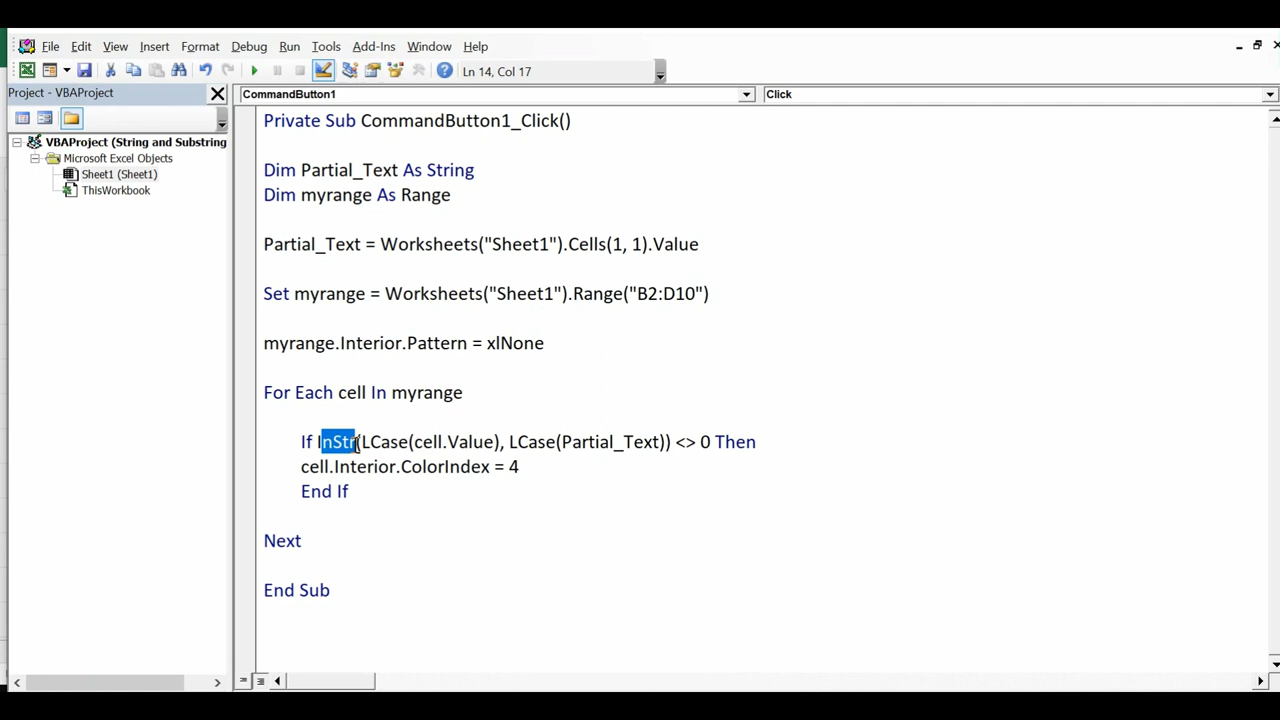 File Edit View Insert Format Debug Run Tools Add-Ins Window Help
Ln 14, Col 17
Project - VBAProject
CommandButton1
Click
VBAProject (String and Substring
Microsoft Excel Objects
Sheet1 (Sheet1)
ThisWorkbook
Private Sub CommandButton1_Click()
Dim Partial_Text As String
Dim myrange As Range
Partial_Text = Worksheets("Sheet1").Cells(1, 1).Value
Set myrange = Worksheets("Sheet1").Range("B2:D10")
myrange.Interior.Pattern = xlNone
For Each cell In myrange
If InStr(LCase(cell.Value), LCase(Partial_Text)) <> 0 Then
cell.Interior.ColorIndex = 4
End If
Next
End Sub